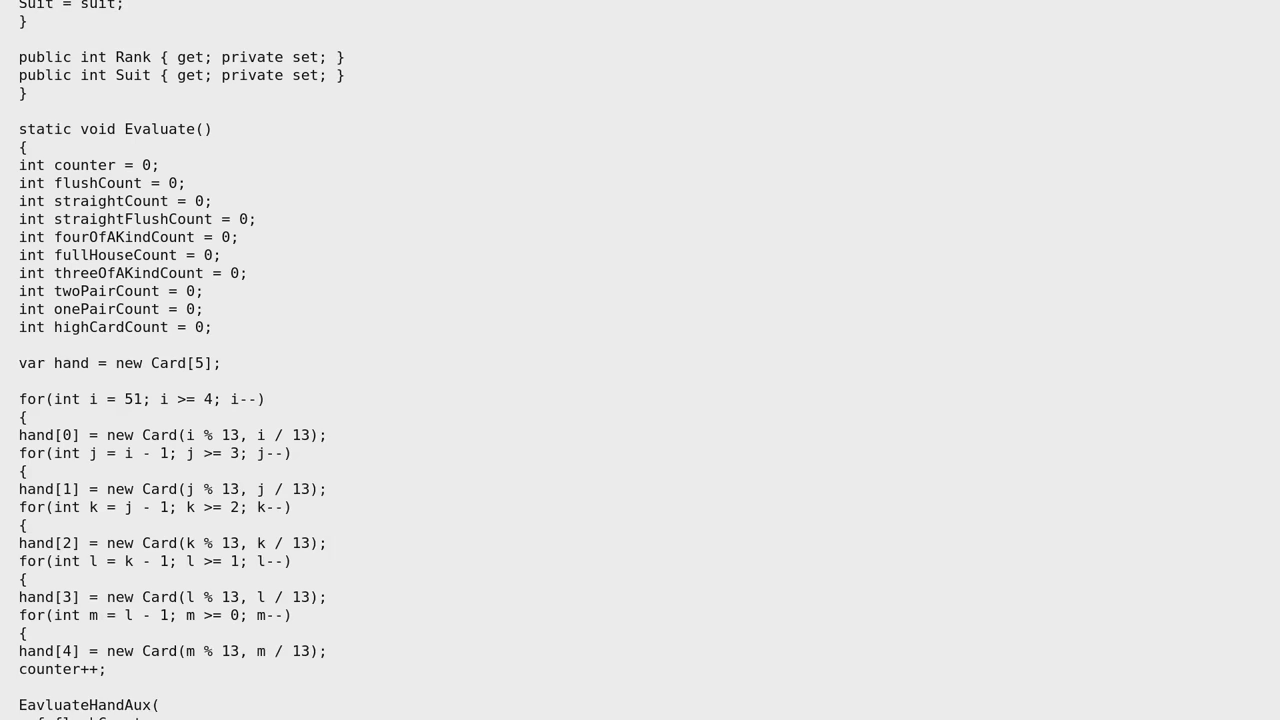 Suit = suit;
}
public int Rank { get; private set; }
public int Suit { get; private set; }
}
static void Evaluate()
{
int counter = 0;
int flushCount = 0;
int straightCount = 0;
int straightFlushCount = 0;
int fourOfAKindCount = 0;
int fullHouseCount = 0;
int threeOfAKindCount = 0;
int twoPairCount = 0;
int onePairCount = 0;
int highCardCount = 0;
var hand = new Card[5];
for(int i = 51; i >= 4; i--)
{
hand[0] = new Card(i % 13, i / 13);
for(int j = i - 1; j >= 3; j--)
{
hand[1] = new Card(j % 13, j / 13);
for(int k = j - 1; k >= 2; k--)
{
hand[2] = new Card(k % 13, k / 13);
for(int l = k - 1; l >= 1; l--)
{
hand[3] = new Card(l % 13, l / 13);
for(int m = l - 1; m >= 0; m--)
{
hand[4] = new Card(m % 13, m / 13);
counter++;
EavluateHandAux(